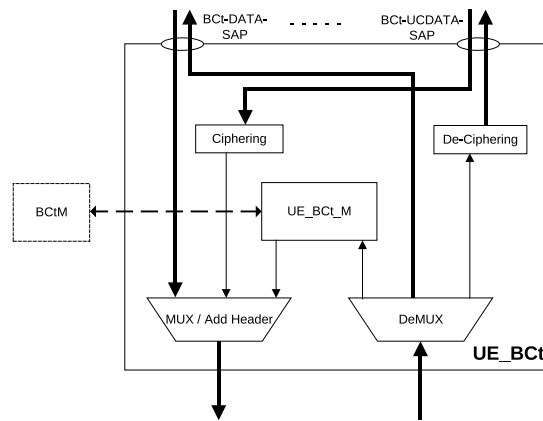 BCt-DATA-
SAP
. . . . . .
BCt-UCDATA-
SAP
Ciphering
De-Ciphering
BCtM
UE_BCt_M
MUX / Add Header
DeMUX
UE_BCt